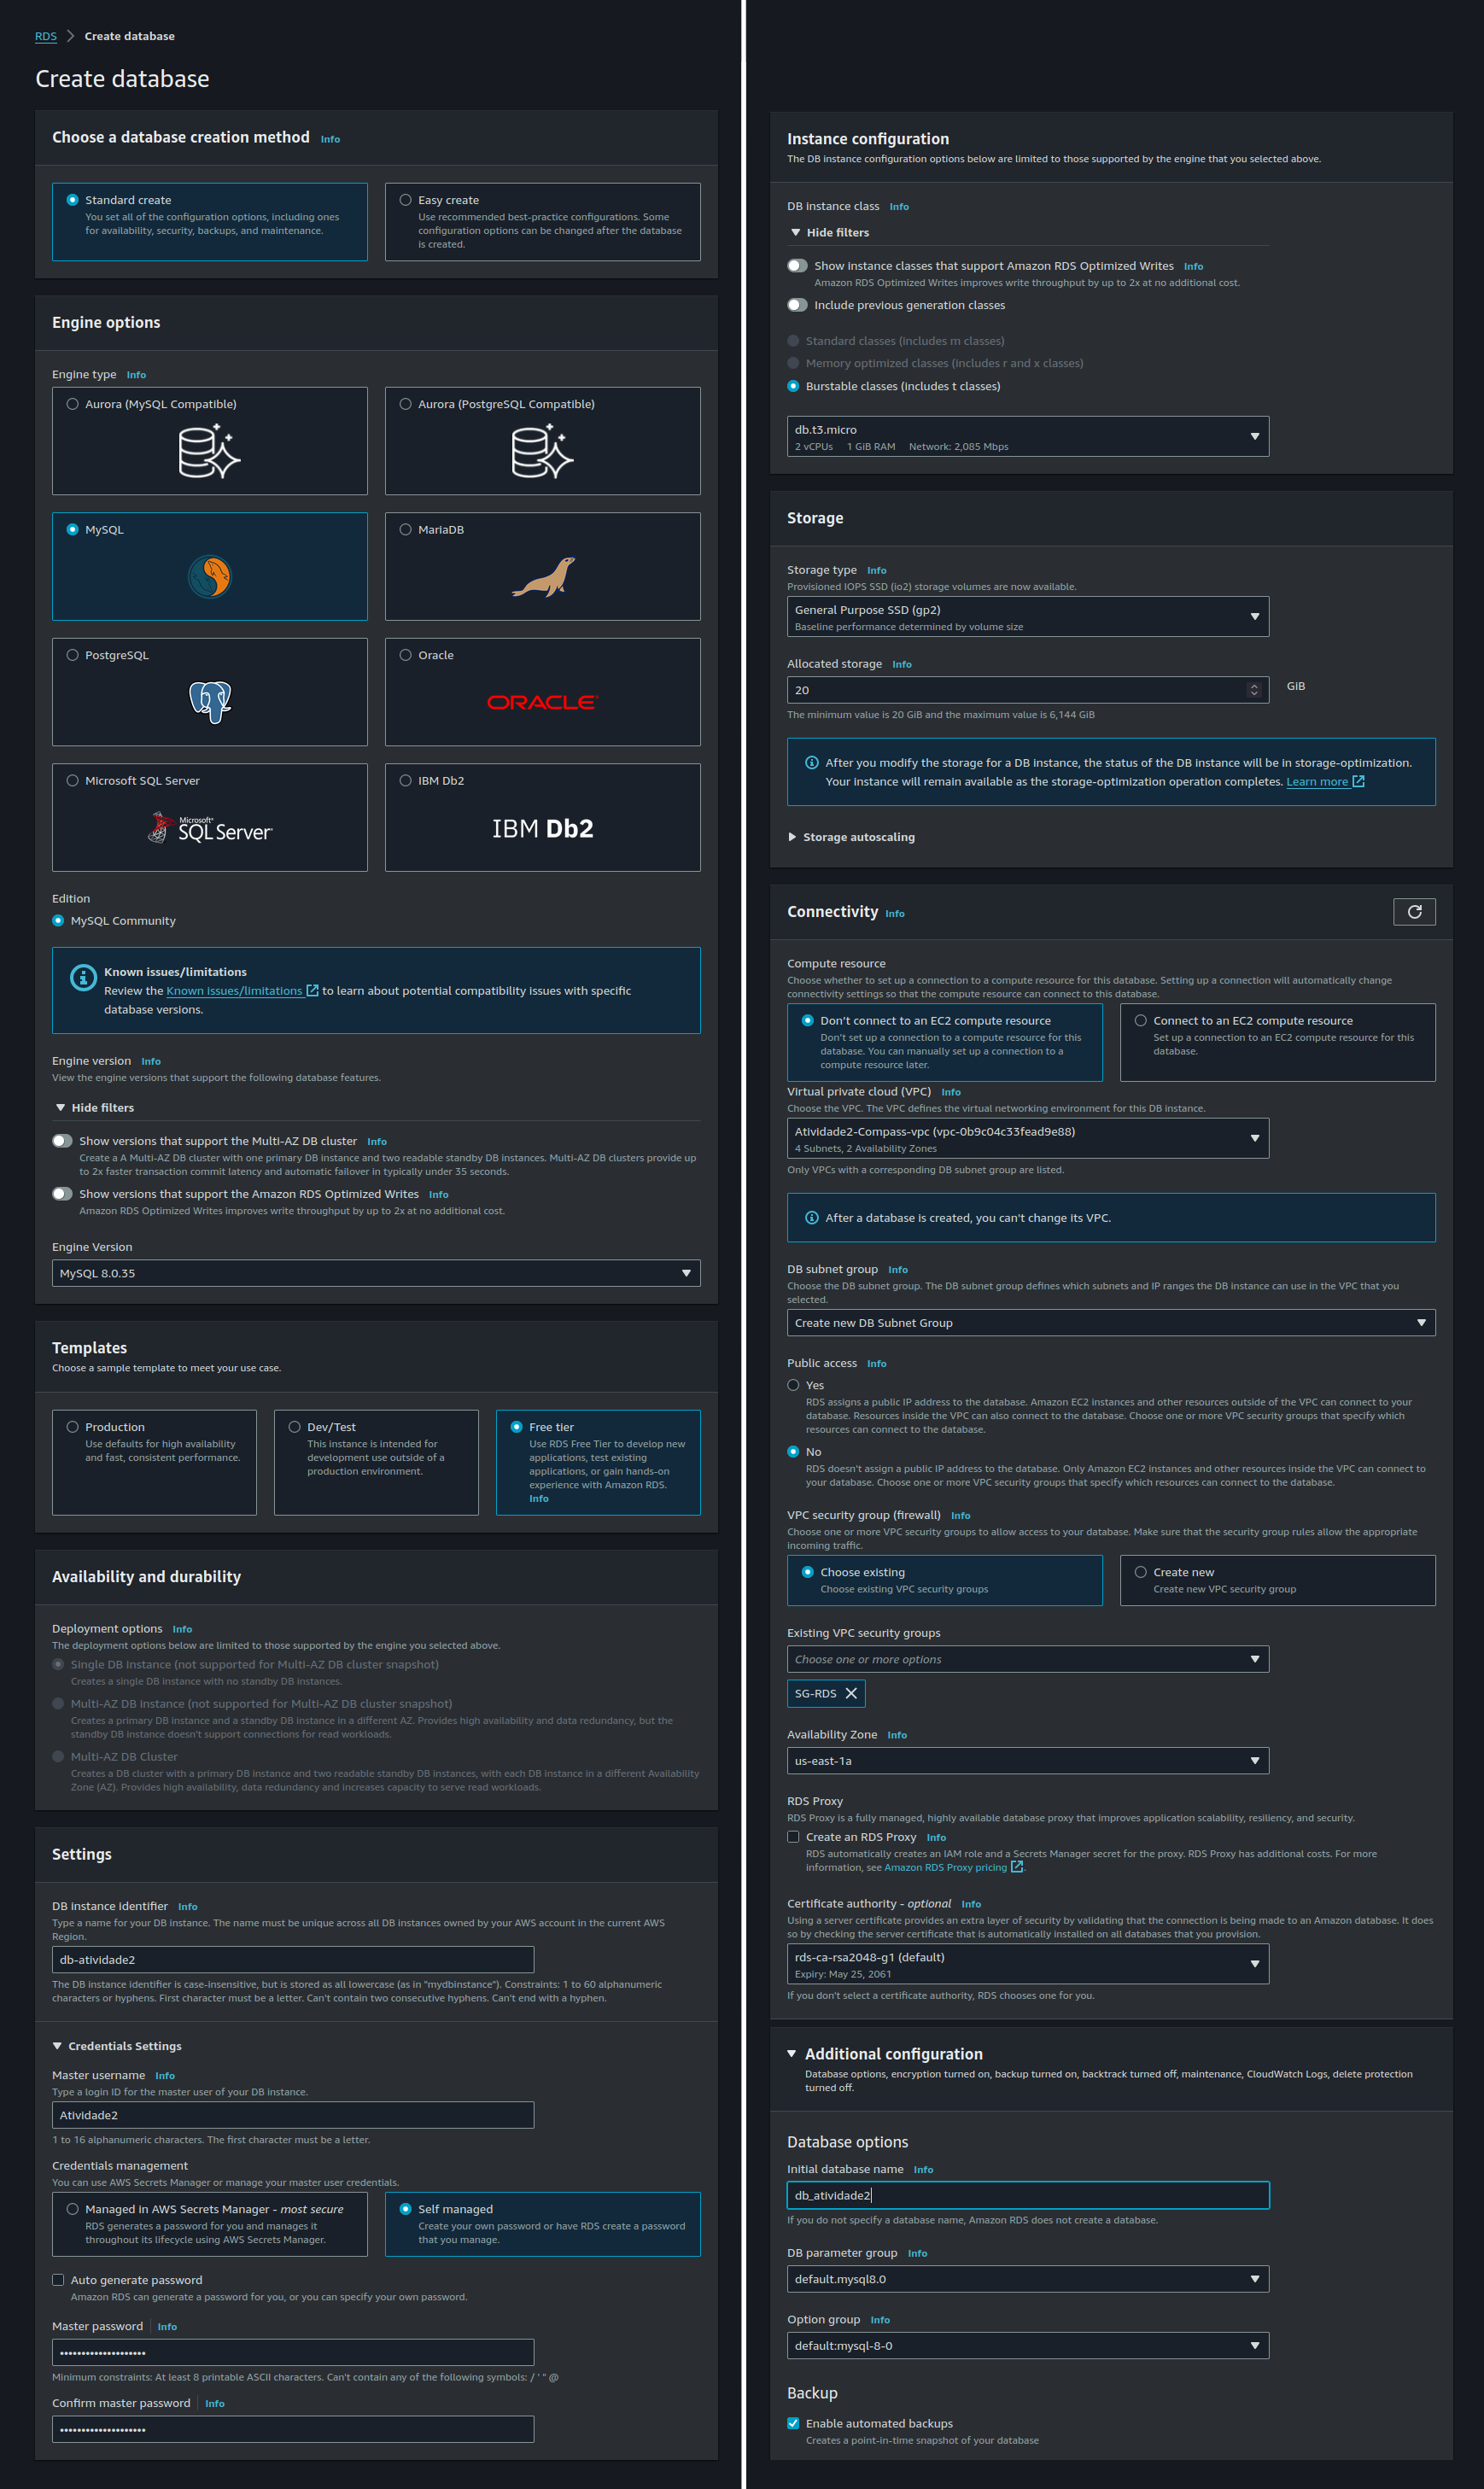 RDS > Create database
Create database
Choose a database creation method Info
Standard create
You set all of the configuration options, including ones
for availability, security, backups, and maintenance.
Easy create
Use recommended best-practice configurations. Some
configuration options can be changed after the database
is created.
Engine options
Engine type Info
Aurora (MySQL Compatible)
Aurora (PostgreSQL Compatible)
MySQL
MariaDB
PostgreSQL
Oracle
ORACLE
Microsoft SQL Server
Microsoft
SQL Server
IBM Db2
IBM Db2
Edition
MySQL Community
Known issues/limitations
Review the Known issues/limitations to learn about potential compatibility issues with specific
database versions.
Engine version Info
View the engine versions that support the following database features.
Hide filters
Show versions that support the Multi-AZ DB cluster Info
Create a A Multi-AZ DB cluster with one primary DB instance and two readable standby DB instances. Multi-AZ DB clusters provide up
to 2x faster transaction commit latency and automatic failover in typically under 35 seconds.
Show versions that support the Amazon RDS Optimized Writes Info
Amazon RDS Optimized Writes improves write throughput by up to 2x at no additional cost.
Engine Version
MySQL 8.0.35
Templates
Choose a sample template to meet your use case.
Production
Use defaults for high availability
and fast, consistent performance.
Dev/Test
This instance is intended for
development use outside of a
production environment.
Free tier
Use RDS Free Tier to develop new
applications, test existing
applications, or gain hands-on
experience with Amazon RDS.
Info
Availability and durability
Deployment options Info
The deployment options below are limited to those supported by the engine you selected above.
Single DB instance (not supported for Multi-AZ DB cluster snapshot)
Creates a single DB instance with no standby DB instances.
Multi-AZ DB instance (not supported for Multi-AZ DB cluster snapshot)
Creates a primary DB instance and a standby DB instance in a different AZ. Provides high availability and data redundancy, but the
standby DB instance doesn't support connections for read workloads.
Multi-AZ DB Cluster
Creates a DB cluster with a primary DB instance and two readable standby DB instances, with each DB instance in a different Availability
Zone (AZ). Provides high availability, data redundancy and increases capacity to serve read workloads.
Settings
DB instance identifier Info
Type a name for your DB instance. The name must be unique across all DB instances owned by your AWS account in the current AWS
Region.
db-atividade2
The DB instance identifier is case-insensitive, but is stored as all lowercase (as in "mydbinstance"). Constraints: 1 to 60 alphanumeric
characters or hyphens. First character must be a letter. Can't contain two consecutive hyphens. Can't end with a hyphen.
Credentials Settings
Master username Info
Type a login ID for the master user of your DB instance.
Atividade2
1 to 16 alphanumeric characters. The first character must be a letter.
Credentials management
You can use AWS Secrets Manager or manage your master user credentials.
Managed in AWS Secrets Manager - most secure
RDS generates a password for you and manages it
throughout its lifecycle using AWS Secrets Manager.
Self managed
Create your own password or have RDS create a password
that you manage.
Auto generate password
Amazon RDS can generate a password for you, or you can specify your own password.
Master password Info
••••••••••••••••••••
Minimum constraints: At least 8 printable ASCII characters. Can't contain any of the following symbols: / ' " @
Confirm master password Info
••••••••••••••••••••
Instance configuration
The DB instance configuration options below are limited to those supported by the engine that you selected above.
DB instance class Info
Hide filters
Show instance classes that support Amazon RDS Optimized Writes Info
Amazon RDS Optimized Writes improves write throughput by up to 2x at no additional cost.
Include previous generation classes
Standard classes (includes m classes)
Memory optimized classes (includes r and x classes)
Burstable classes (includes t classes)
db.t3.micro
2 vCPUs 1 GiB RAM Network: 2,085 Mbps
Storage
Storage type Info
Provisioned IOPS SSD (io2) storage volumes are now available.
General Purpose SSD (gp2)
Baseline performance determined by volume size
Allocated storage Info
20 GiB
The minimum value is 20 GiB and the maximum value is 6,144 GiB
After you modify the storage for a DB instance, the status of the DB instance will be in storage-optimization.
Your instance will remain available as the storage-optimization operation completes. Learn more
Storage autoscaling
Connectivity Info
Compute resource
Choose whether to set up a connection to a compute resource for this database. Setting up a connection will automatically change
connectivity settings so that the compute resource can connect to this database.
Don't connect to an EC2 compute resource
Don't set up a connection to a compute resource for this
database. You can manually set up a connection to a
compute resource later.
Connect to an EC2 compute resource
Set up a connection to an EC2 compute resource for this
database.
Virtual private cloud (VPC) Info
Choose the VPC. The VPC defines the virtual networking environment for this DB instance.
Atividade2-Compass-vpc (vpc-0b9c04c33fead9e88)
4 Subnets, 2 Availability Zones
Only VPCs with a corresponding DB subnet group are listed.
After a database is created, you can't change its VPC.
DB subnet group Info
Choose the DB subnet group. The DB subnet group defines which subnets and IP ranges the DB instance can use in the VPC that you
selected.
Create new DB Subnet Group
Public access Info
Yes
RDS assigns a public IP address to the database. Amazon EC2 instances and other resources outside of the VPC can connect to your
database. Resources inside the VPC can also connect to the database. Choose one or more VPC security groups that specify which
resources can connect to the database.
No
RDS doesn't assign a public IP address to the database. Only Amazon EC2 instances and other resources inside the VPC can connect to
your database. Choose one or more VPC security groups that specify which resources can connect to the database.
VPC security group (firewall) Info
Choose one or more VPC security groups to allow access to your database. Make sure that the security group rules allow the appropriate
incoming traffic.
Choose existing
Choose existing VPC security groups
Create new
Create new VPC security group
Existing VPC security groups
Choose one or more options
SG-RDS
Availability Zone Info
us-east-1a
RDS Proxy
RDS Proxy is a fully managed, highly available database proxy that improves application scalability, resiliency, and security.
Create an RDS Proxy Info
RDS automatically creates an IAM role and a Secrets Manager secret for the proxy. RDS Proxy has additional costs. For more
information, see Amazon RDS Proxy pricing .
Certificate authority - optional Info
Using a server certificate provides an extra layer of security by validating that the connection is being made to an Amazon database. It does
so by checking the server certificate that is automatically installed on all databases that you provision.
rds-ca-rsa2048-g1 (default)
Expiry: May 25, 2061
If you don't select a certificate authority, RDS chooses one for you.
Additional configuration
Database options, encryption turned on, backup turned on, backtrack turned off, maintenance, CloudWatch Logs, delete protection
turned off.
Database options
Initial database name Info
db_atividade2
If you do not specify a database name, Amazon RDS does not create a database.
DB parameter group Info
default.mysql8.0
Option group Info
default:mysql-8-0
Backup
Enable automated backups
Creates a point-in-time snapshot of your database